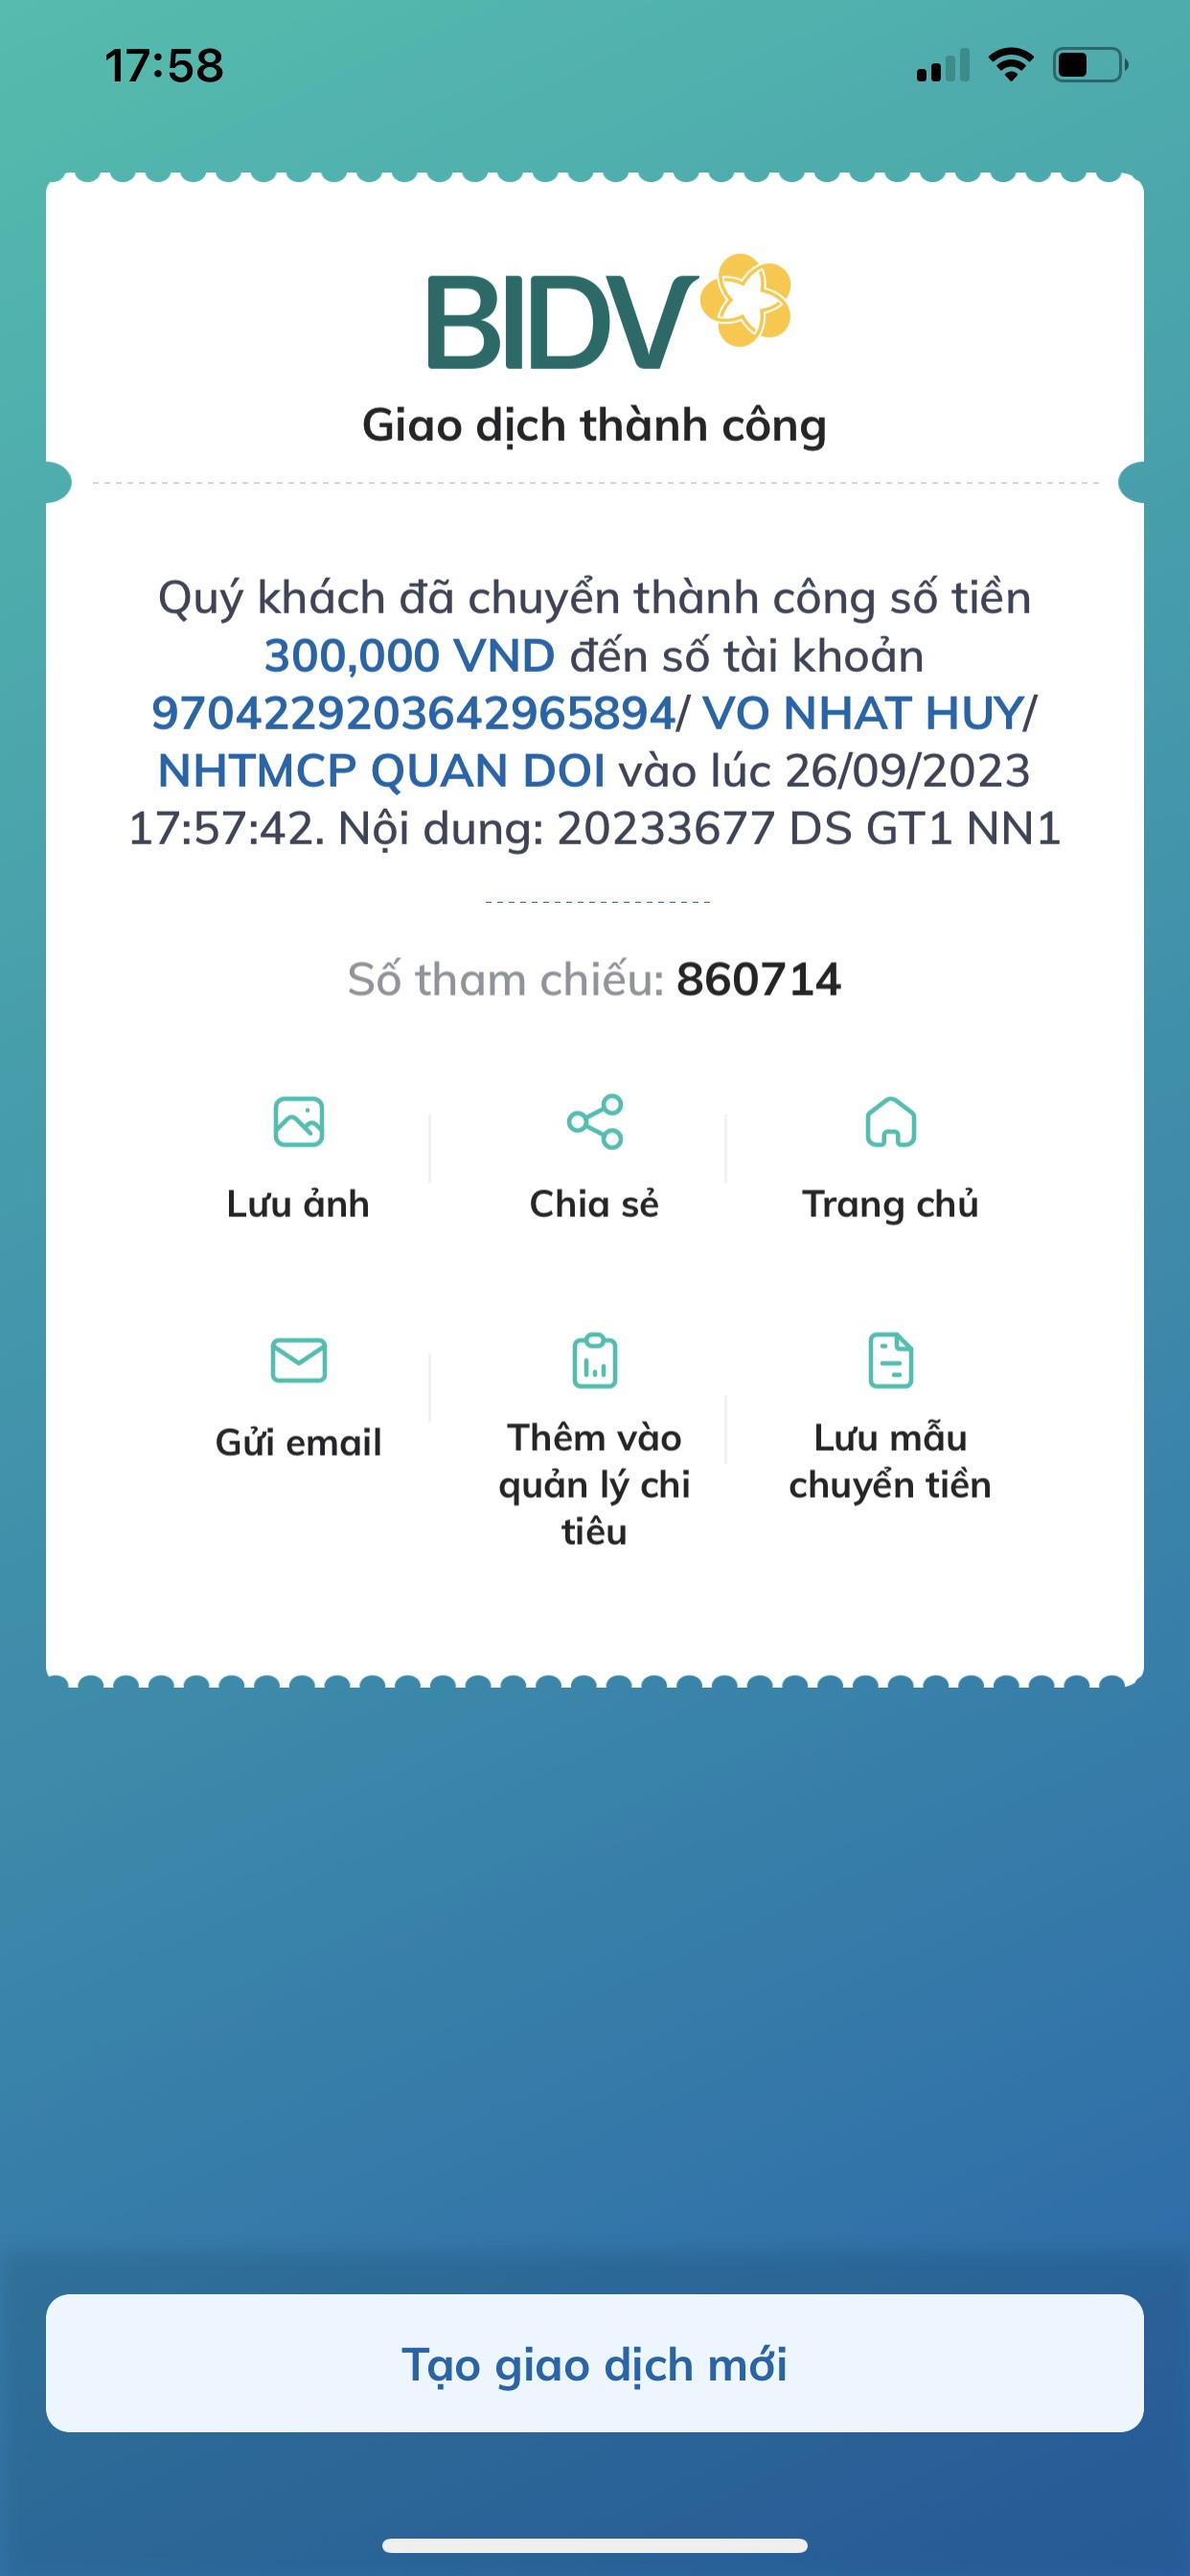 17:58
BIDV
Giao dịch thành công
Quý khách đã chuyển thành công số tiền
300,000 VND đến số tài khoản
9704229203642965894/ VO NHAT HUY/
NHTMCP QUAN DOI vào lúc 26/09/2023
17:57:42. Nội dung: 20233677 DS GT1 NN1
Số tham chiếu: 860714
Lưu ảnh
Chia sẻ
Trang chủ
Gửi email
Thêm vào
quản lý chi
tiêu
Lưu mẫu
chuyển tiền
Tạo giao dịch mới